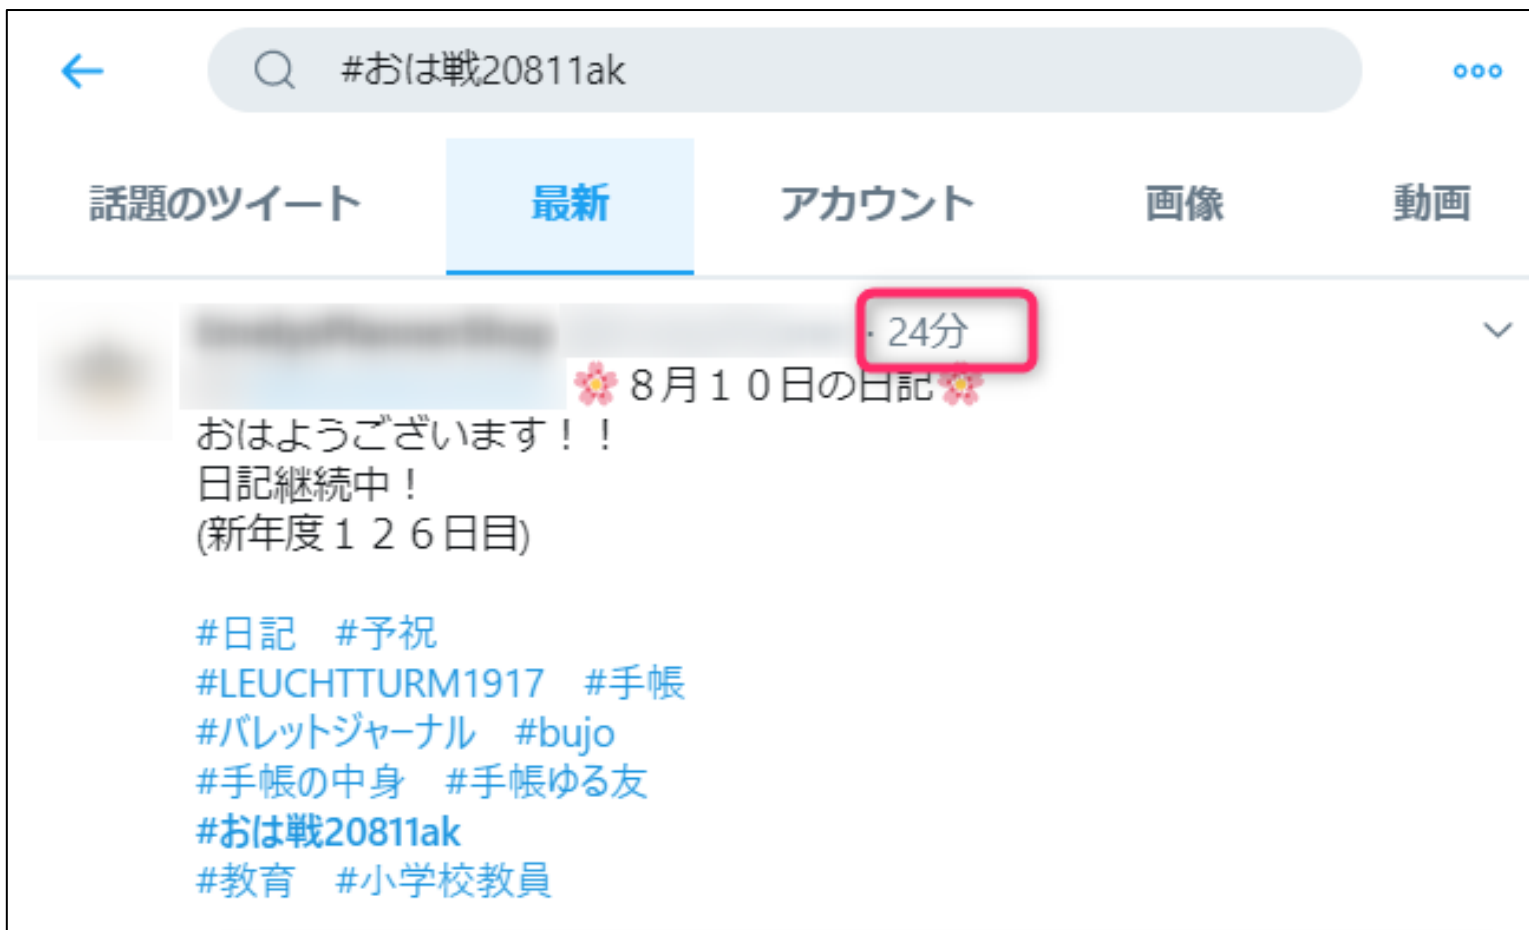 #おは戦20811ak
話題のツイート 最新 アカウント 画像 動画
· 24分
🌸８月１０日の日記🌸
おはようございます！！
日記継続中！
(新年度１２６日目)
#日記　#予祝
#LEUCHTTURM1917　#手帳
#バレットジャーナル　#bujo
#手帳の中身　#手帳ゆる友
#おは戦20811ak
#教育　#小学校教員